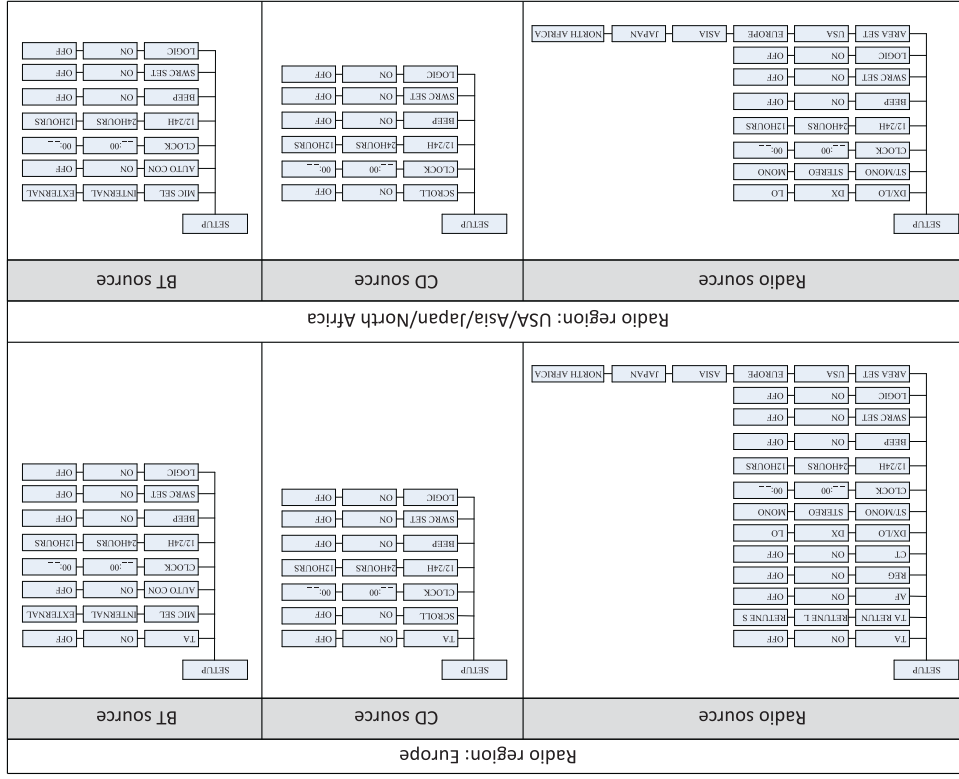 Radio region: Europe
Radio source CD source BT source
SETUP
TA ON OFF
TA RETUN RETUNE L RETUNE S
AF ON OFF
REG ON OFF
CT ON OFF
DX/LO DX LO
ST/MONO STEREO MONO
CLOCK 00:_ _ _ _:00
12/24H 24HOURS 12HOURS
BEEP ON OFF
SWRC SET ON OFF
LOGIC ON OFF
AREA SET USA EUROPE ASIA JAPAN NORTH AFRICA
SETUP
TA ON OFF
SCROLL ON OFF
CLOCK 00:_ _ _ _:00
12/24H 24HOURS 12HOURS
BEEP ON OFF
SWRC SET ON OFF
LOGIC ON OFF
SETUP
TA ON OFF
MIC SEL INTERNAL EXTERNAL
AUTO CON ON OFF
CLOCK 00:_ _ _ _:00
12/24H 24HOURS 12HOURS
BEEP ON OFF
SWRC SET ON OFF
LOGIC ON OFF
Radio region: USA/Asia/Japan/North Africa
Radio source CD source BT source
SETUP
DX/LO DX LO
ST/MONO STEREO MONO
CLOCK 00:_ _ _ _:00
12/24H 24HOURS 12HOURS
BEEP ON OFF
SWRC SET ON OFF
LOGIC ON OFF
AREA SET USA EUROPE ASIA JAPAN NORTH AFRICA
SETUP
SCROLL ON OFF
CLOCK 00:_ _ _ _:00
12/24H 24HOURS 12HOURS
BEEP ON OFF
SWRC SET ON OFF
LOGIC ON OFF
SETUP
MIC SEL INTERNAL EXTERNAL
AUTO CON ON OFF
CLOCK 00:_ _ _ _:00
12/24H 24HOURS 12HOURS
BEEP ON OFF
SWRC SET ON OFF
LOGIC ON OFF